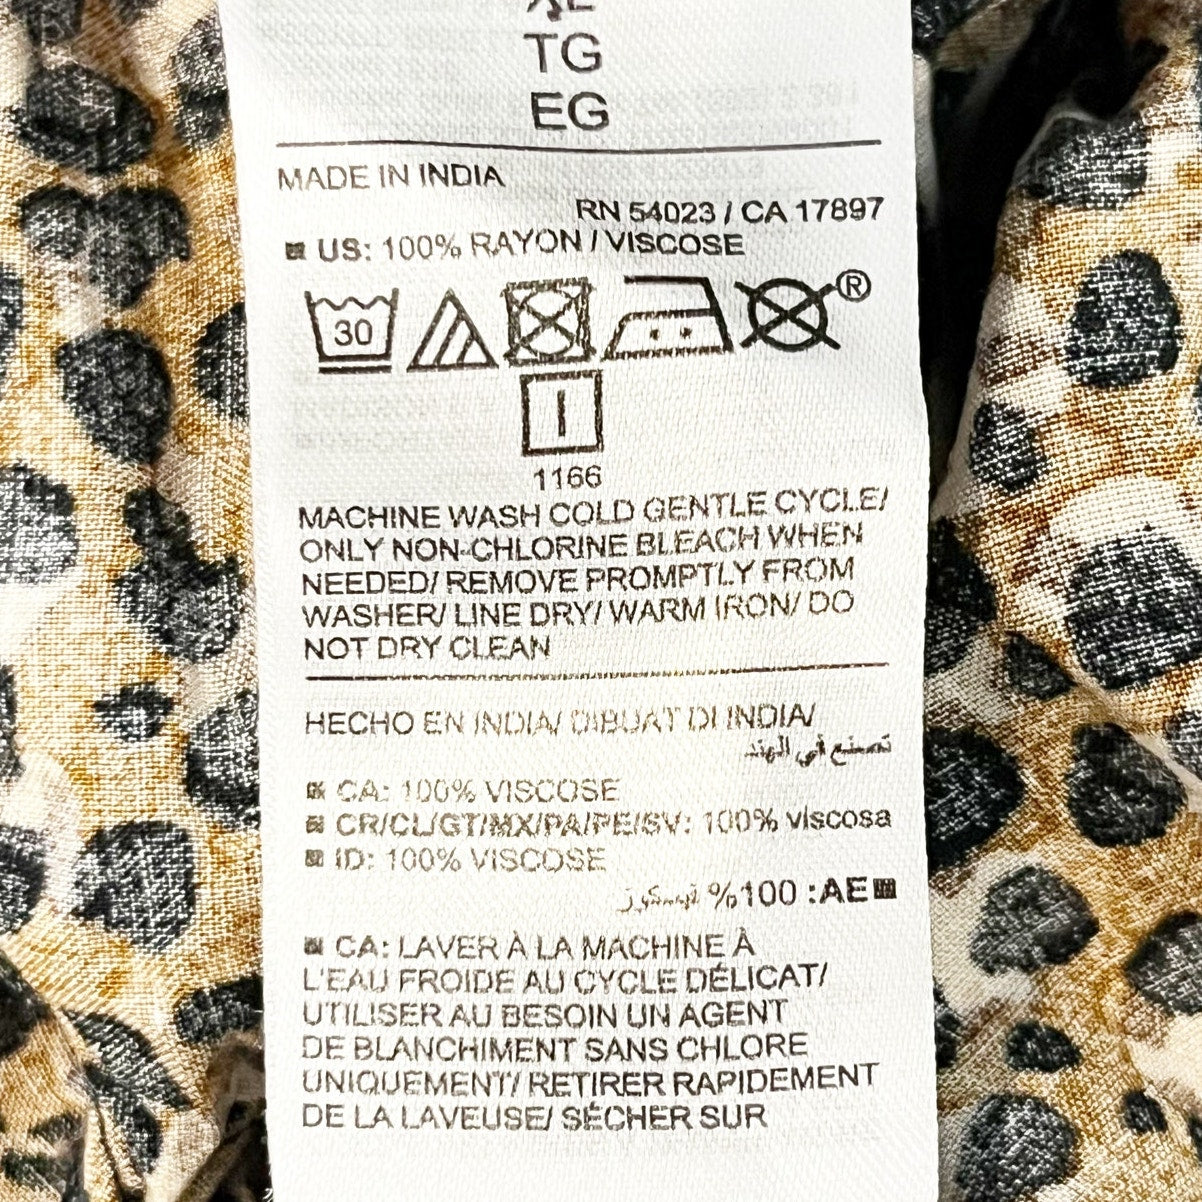 TG
EG
MADE IN INDIA
RN 54023 / CA 17897
US: 100% RAYON / VISCOSE
30
®
1166
MACHINE WASH COLD GENTLE CYCLE/
ONLY NON-CHLORINE BLEACH WHEN
NEEDED/ REMOVE PROMPTLY FROM
WASHER/ LINE DRY/ WARM IRON/ DO
NOT DRY CLEAN
HECHO EN INDIA/ DIBUAT DI INDIA/
تصنع في الهند
CA: 100% VISCOSE
CR/CL/GT/MX/PA/PE/SV: 100% viscosa
ID: 100% VISCOSE
AE: 100%
CA: LAVER À LA MACHINE À
L'EAU FROIDE AU CYCLE DÉLICAT/
UTILISER AU BESOIN UN AGENT
DE BLANCHIMENT SANS CHLORE
UNIQUEMENT/ RETIRER RAPIDEMENT
DE LA LAVEUSE/ SÉCHER SUR